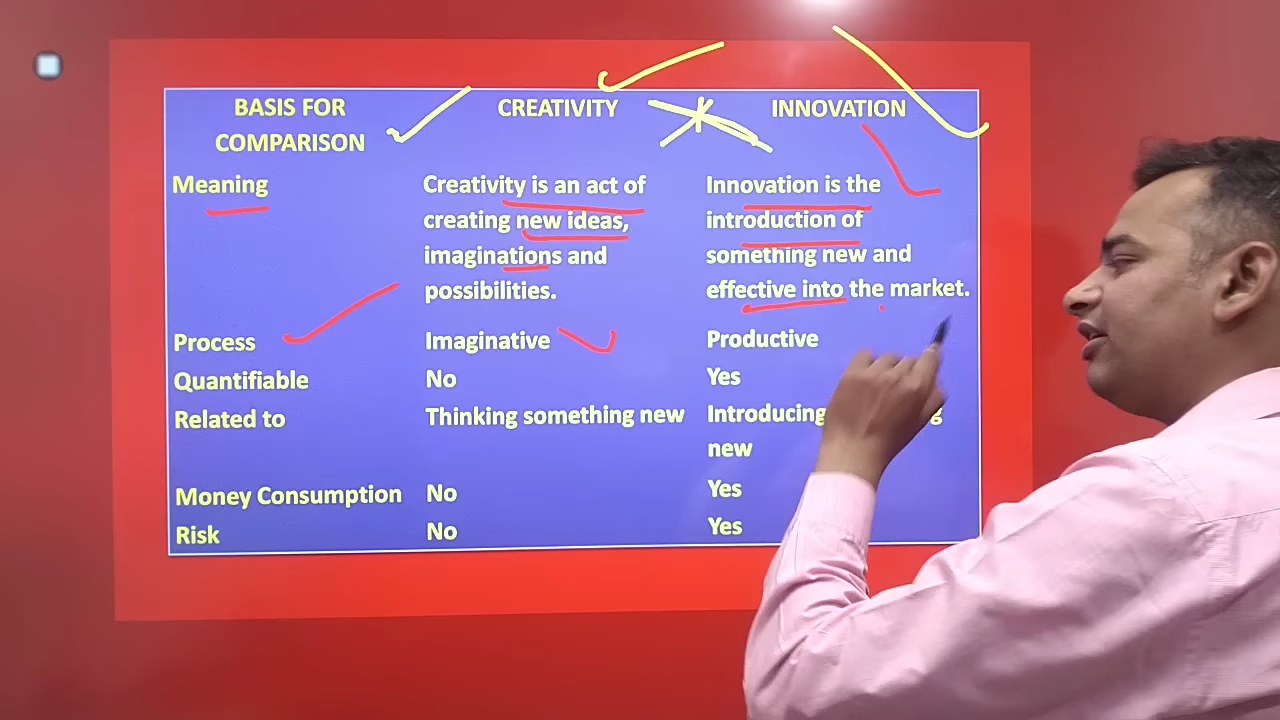 BASIS FOR COMPARISON CREATIVITY INNOVATION
Meaning Creativity is an act of Innovation is the
creating new ideas, introduction of
imaginations and something new and
possibilities. effective into the market.
Process Imaginative Productive
Quantifiable No Yes
Related to Thinking something new Introducing
new
Money Consumption No Yes
Risk No Yes